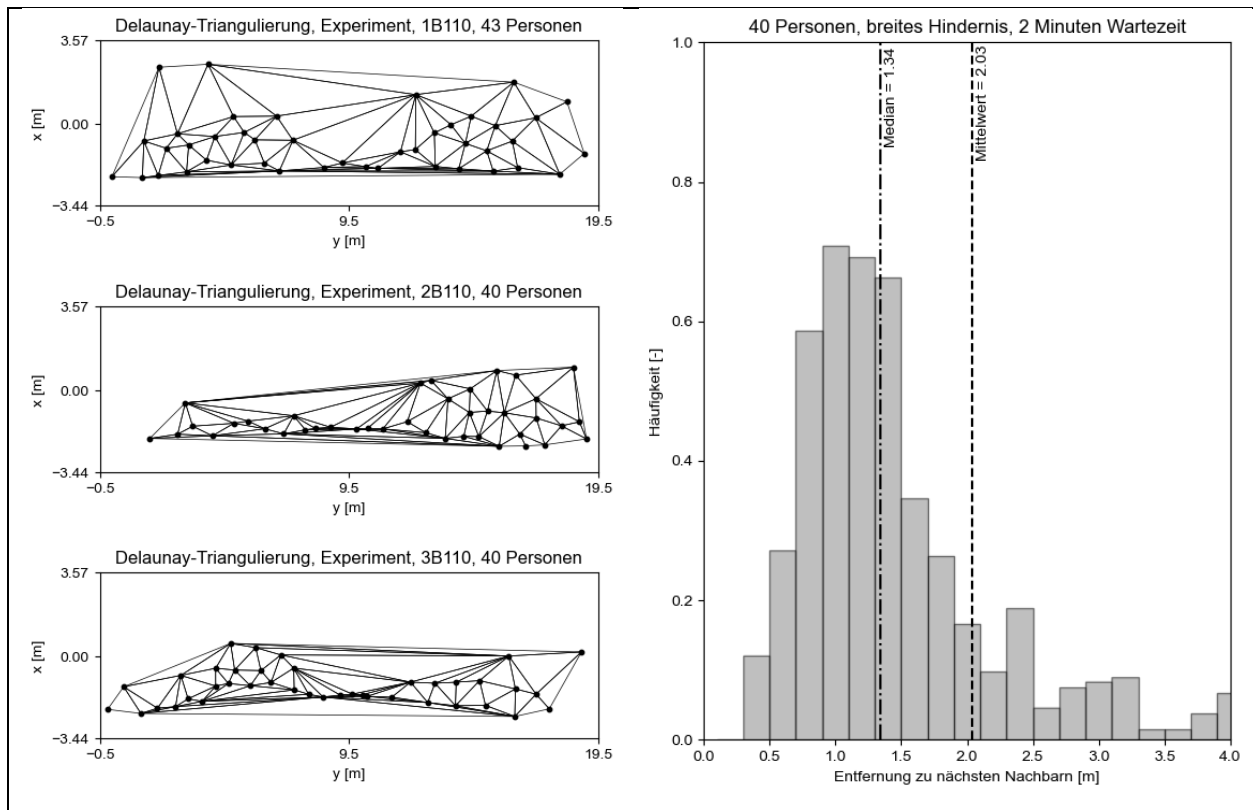 Delaunay-Triangulierung, Experiment, 1B110, 43 Personen
3.57
x [m]
0.00
−3.44
−0.5
9.5
19.5
y [m]
Delaunay-Triangulierung, Experiment, 2B110, 40 Personen
3.57
x [m]
0.00
−3.44
−0.5
9.5
19.5
y [m]
Delaunay-Triangulierung, Experiment, 3B110, 40 Personen
3.57
x [m]
0.00
−3.44
−0.5
9.5
19.5
y [m]
40 Personen, breites Hindernis, 2 Minuten Wartezeit
1.0
0.8
0.6
0.4
0.2
0.0
Häufigkeit [-]
Median = 1.34
Mittelwert = 2.03
0.0
0.5
1.0
1.5
2.0
2.5
3.0
3.5
4.0
Entfernung zu nächsten Nachbarn [m]